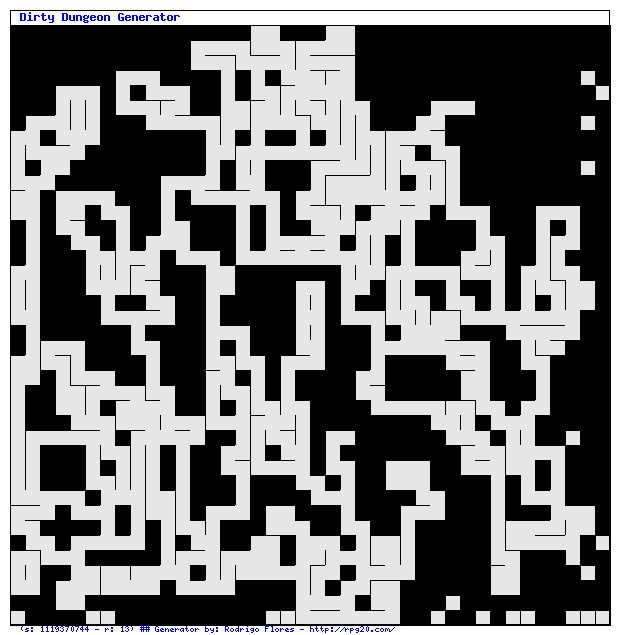 Dirty Dungeon Generator
(s: 1119370744 - r: 13) ## Generator by: Rodrigo Flores - http://rpg20.com/